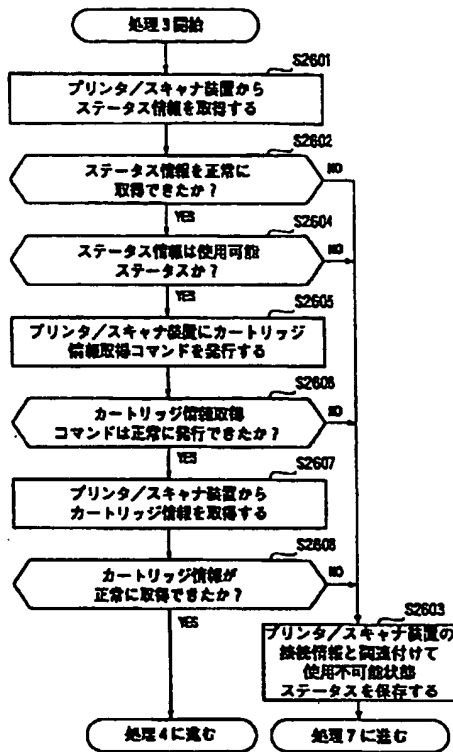 処理3開始
S2601
プリンタ/スキャナ装置から
ステータス情報を取得する
S2602
ステータス情報を正常に
取得できたか?
NO
YES
S2604
ステータス情報は使用可能
ステータスか?
NO
YES
S2605
プリンタ/スキャナ装置にカートリッジ
情報取得コマンドを発行する
S2606
カートリッジ情報取得
コマンドは正常に発行できたか?
NO
YES
S2607
プリンタ/スキャナ装置から
カートリッジ情報を取得する
S2608
カートリッジ情報が
正常に取得できたか?
NO
YES
S2603
プリンタ/スキャナ装置の
接続情報と関連付けて
使用不可能状態
ステータスを保存する
処理4に進む
処理7に進む